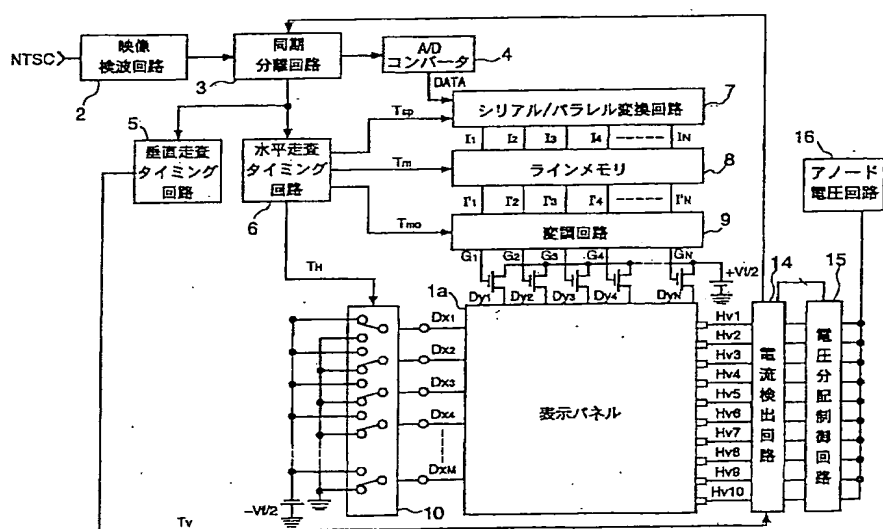 NTSC
映像
検波回路
2
同期
分離回路
3
A/D
コンバータ
4
DATA
5
垂直走査
タイミング
回路
水平走査
タイミング
回路
6
Tsp
Tm
Tmo
TH
シリアル/パラレル変換回路
7
I1 I2 I3 I4 IN
ラインメモリ
8
I'1 I'2 I'3 I'4 I'N
変調回路
9
G1 G2 G3 G4 GN
+Vf/2
16
アノード
電圧回路
1a
Dy1 Dy2 Dy3 Dy4 DyN
14
15
Dx1
Dx2
Dx3
Dx4
DxM
表示パネル
Hv1
Hv2
Hv3
Hv4
Hv5
Hv6
Hv7
Hv8
Hv9
Hv10
電流検出回路
電圧分配制御回路
-Vf/2
10
Tv